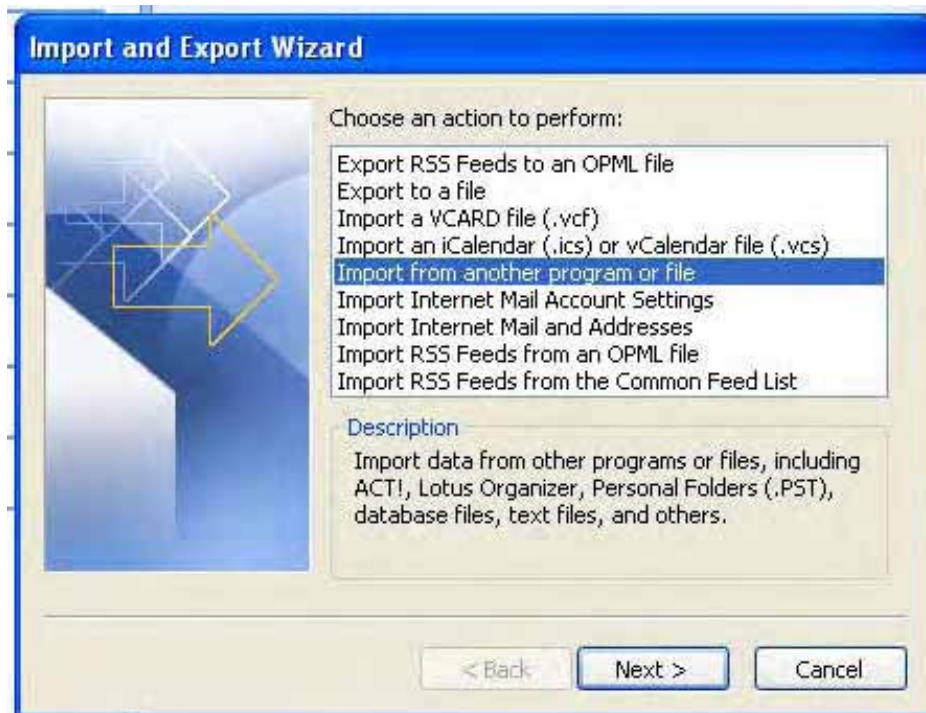 Import and Export Wizard
Choose an action to perform:
Export RSS Feeds to an OPML file
Export to a file
Import a VCARD file (.vcf)
Import an iCalendar (.ics) or vCalendar file (.vcs)
Import from another program or file
Import Internet Mail Account Settings
Import Internet Mail and Addresses
Import RSS Feeds from an OPML file
Import RSS Feeds from the Common Feed List
Description
Import data from other programs or files, including
ACT!, Lotus Organizer, Personal Folders (.PST),
database files, text files, and others.
< Back Next > Cancel